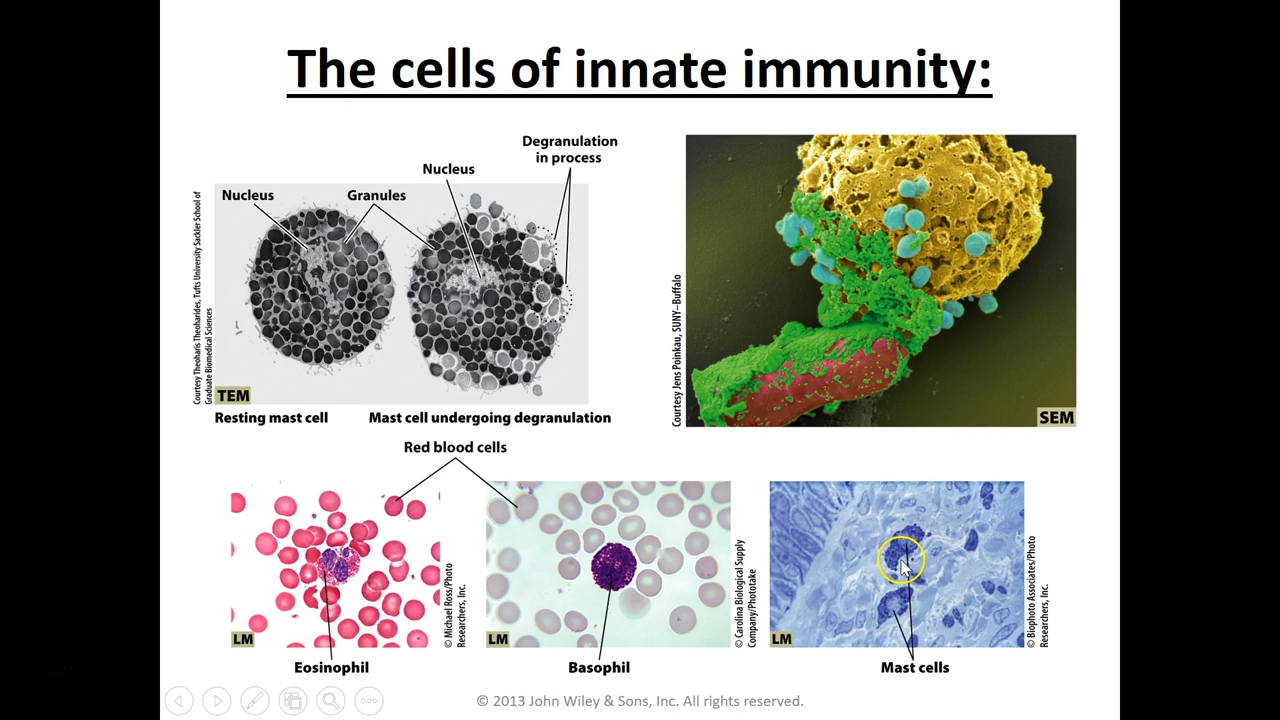 The cells of innate immunity:
Degranulation
in process
Nucleus
Nucleus
Granules
Courtesy Theoharis Theoharides, Tufts University Sackler School of
Graduate Biomedical Sciences
TEM
Resting mast cell
Mast cell undergoing degranulation
Courtesy Jens Poinkau, SUNY–Buffalo
SEM
Red blood cells
LM
© Michael Ross/Photo
Researchers, Inc.
Eosinophil
LM
© Carolina Biological Supply
Company/Phototake
Basophil
LM
© Biophoto Associates/Photo
Researchers, Inc.
Mast cells
© 2013 John Wiley & Sons, Inc. All rights reserved.